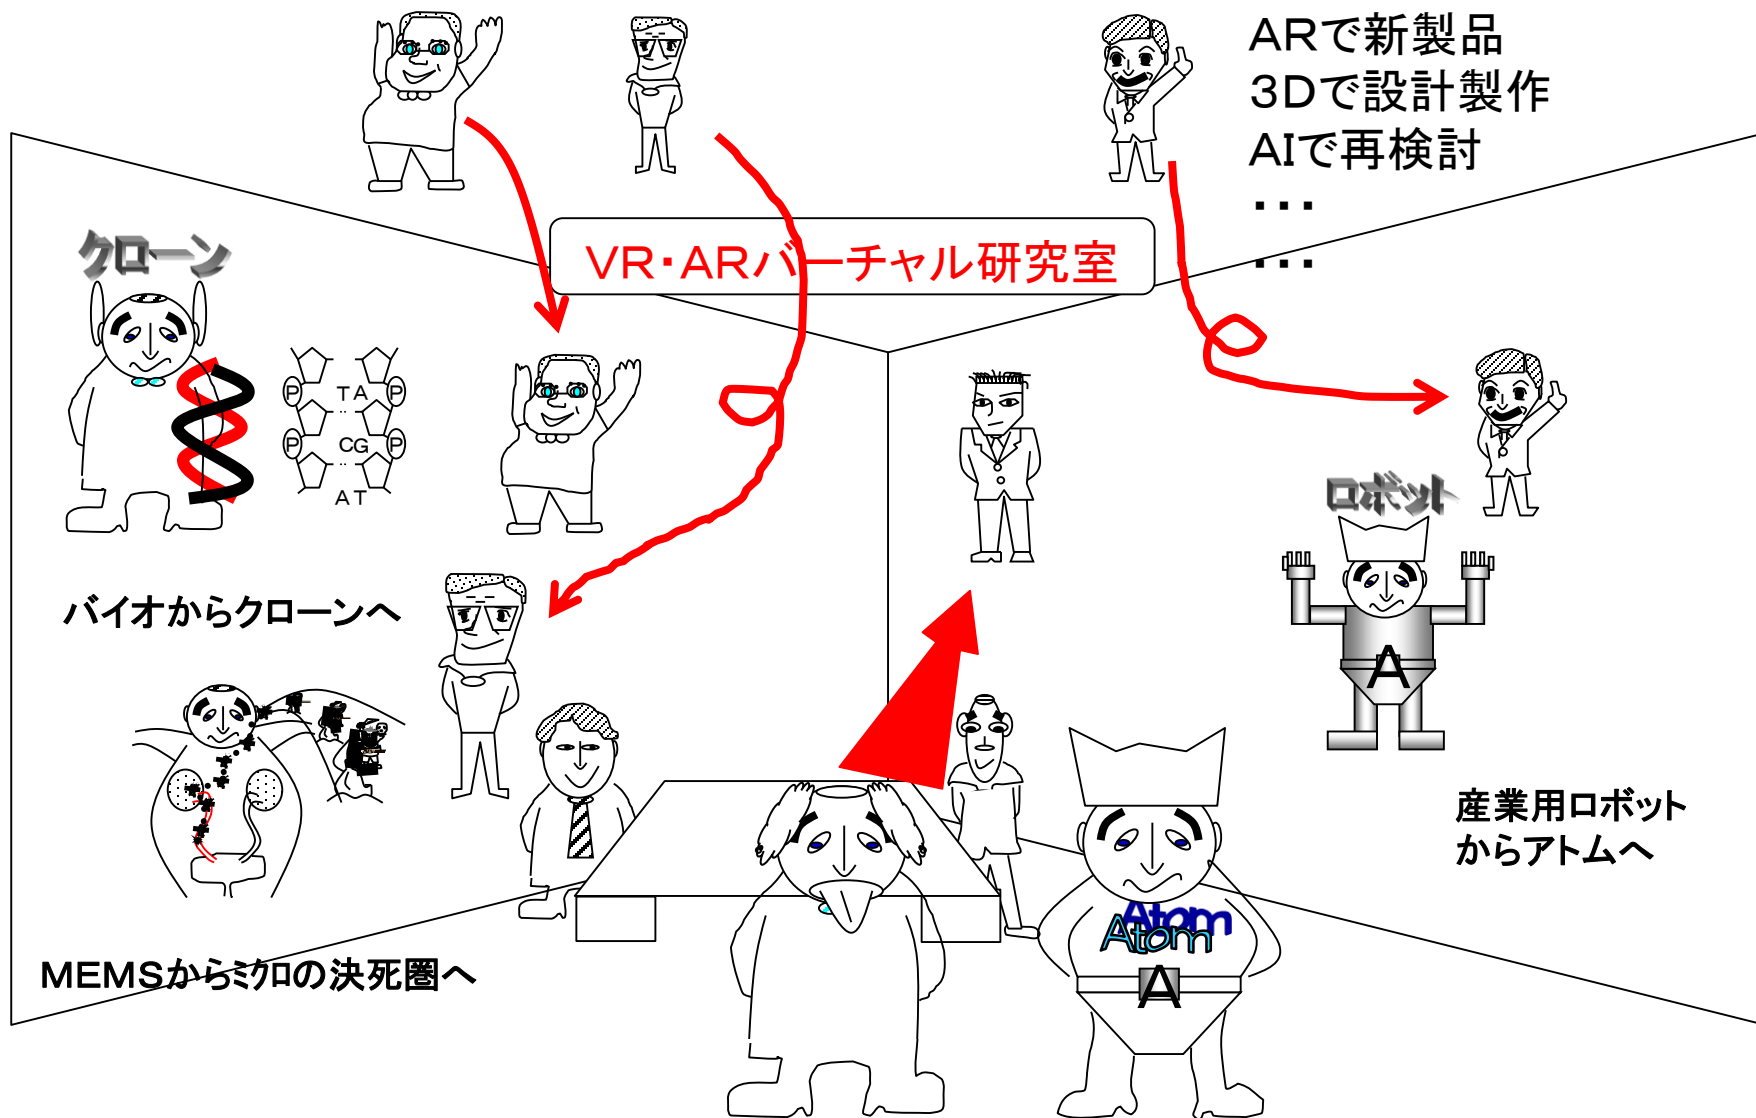 ARで新製品
3Dで設計製作
AIで再検討
・・・
・・・
VR・ARバーチャル研究室
クローン
P TA P
P CG P
AT
ロボット
A
バイオからクローンへ
産業用ロボット
からアトムへ
Atom
Atom
A
MEMSからミクロの決死圏へ